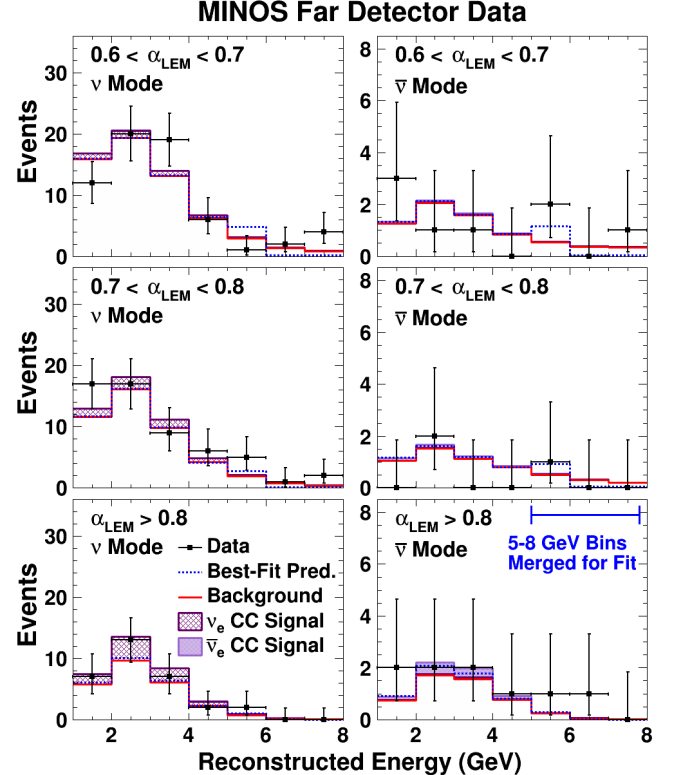 MINOS Far Detector Data
0.6 < α_LEM < 0.7
ν Mode
Events
0
10
20
30
0.6 < α_LEM < 0.7
ν̅ Mode
0
2
4
6
8
0.7 < α_LEM < 0.8
ν Mode
Events
0
10
20
30
0.7 < α_LEM < 0.8
ν̅ Mode
0
2
4
6
8
α_LEM > 0.8
ν Mode
Data
Best-Fit Pred.
Background
ν_e CC Signal
ν̅_e CC Signal
Events
0
10
20
30
2 4 6 8
α_LEM > 0.8
ν̅ Mode
5-8 GeV Bins
Merged for Fit
0
2
4
6
8
2 4 6 8
Reconstructed Energy (GeV)